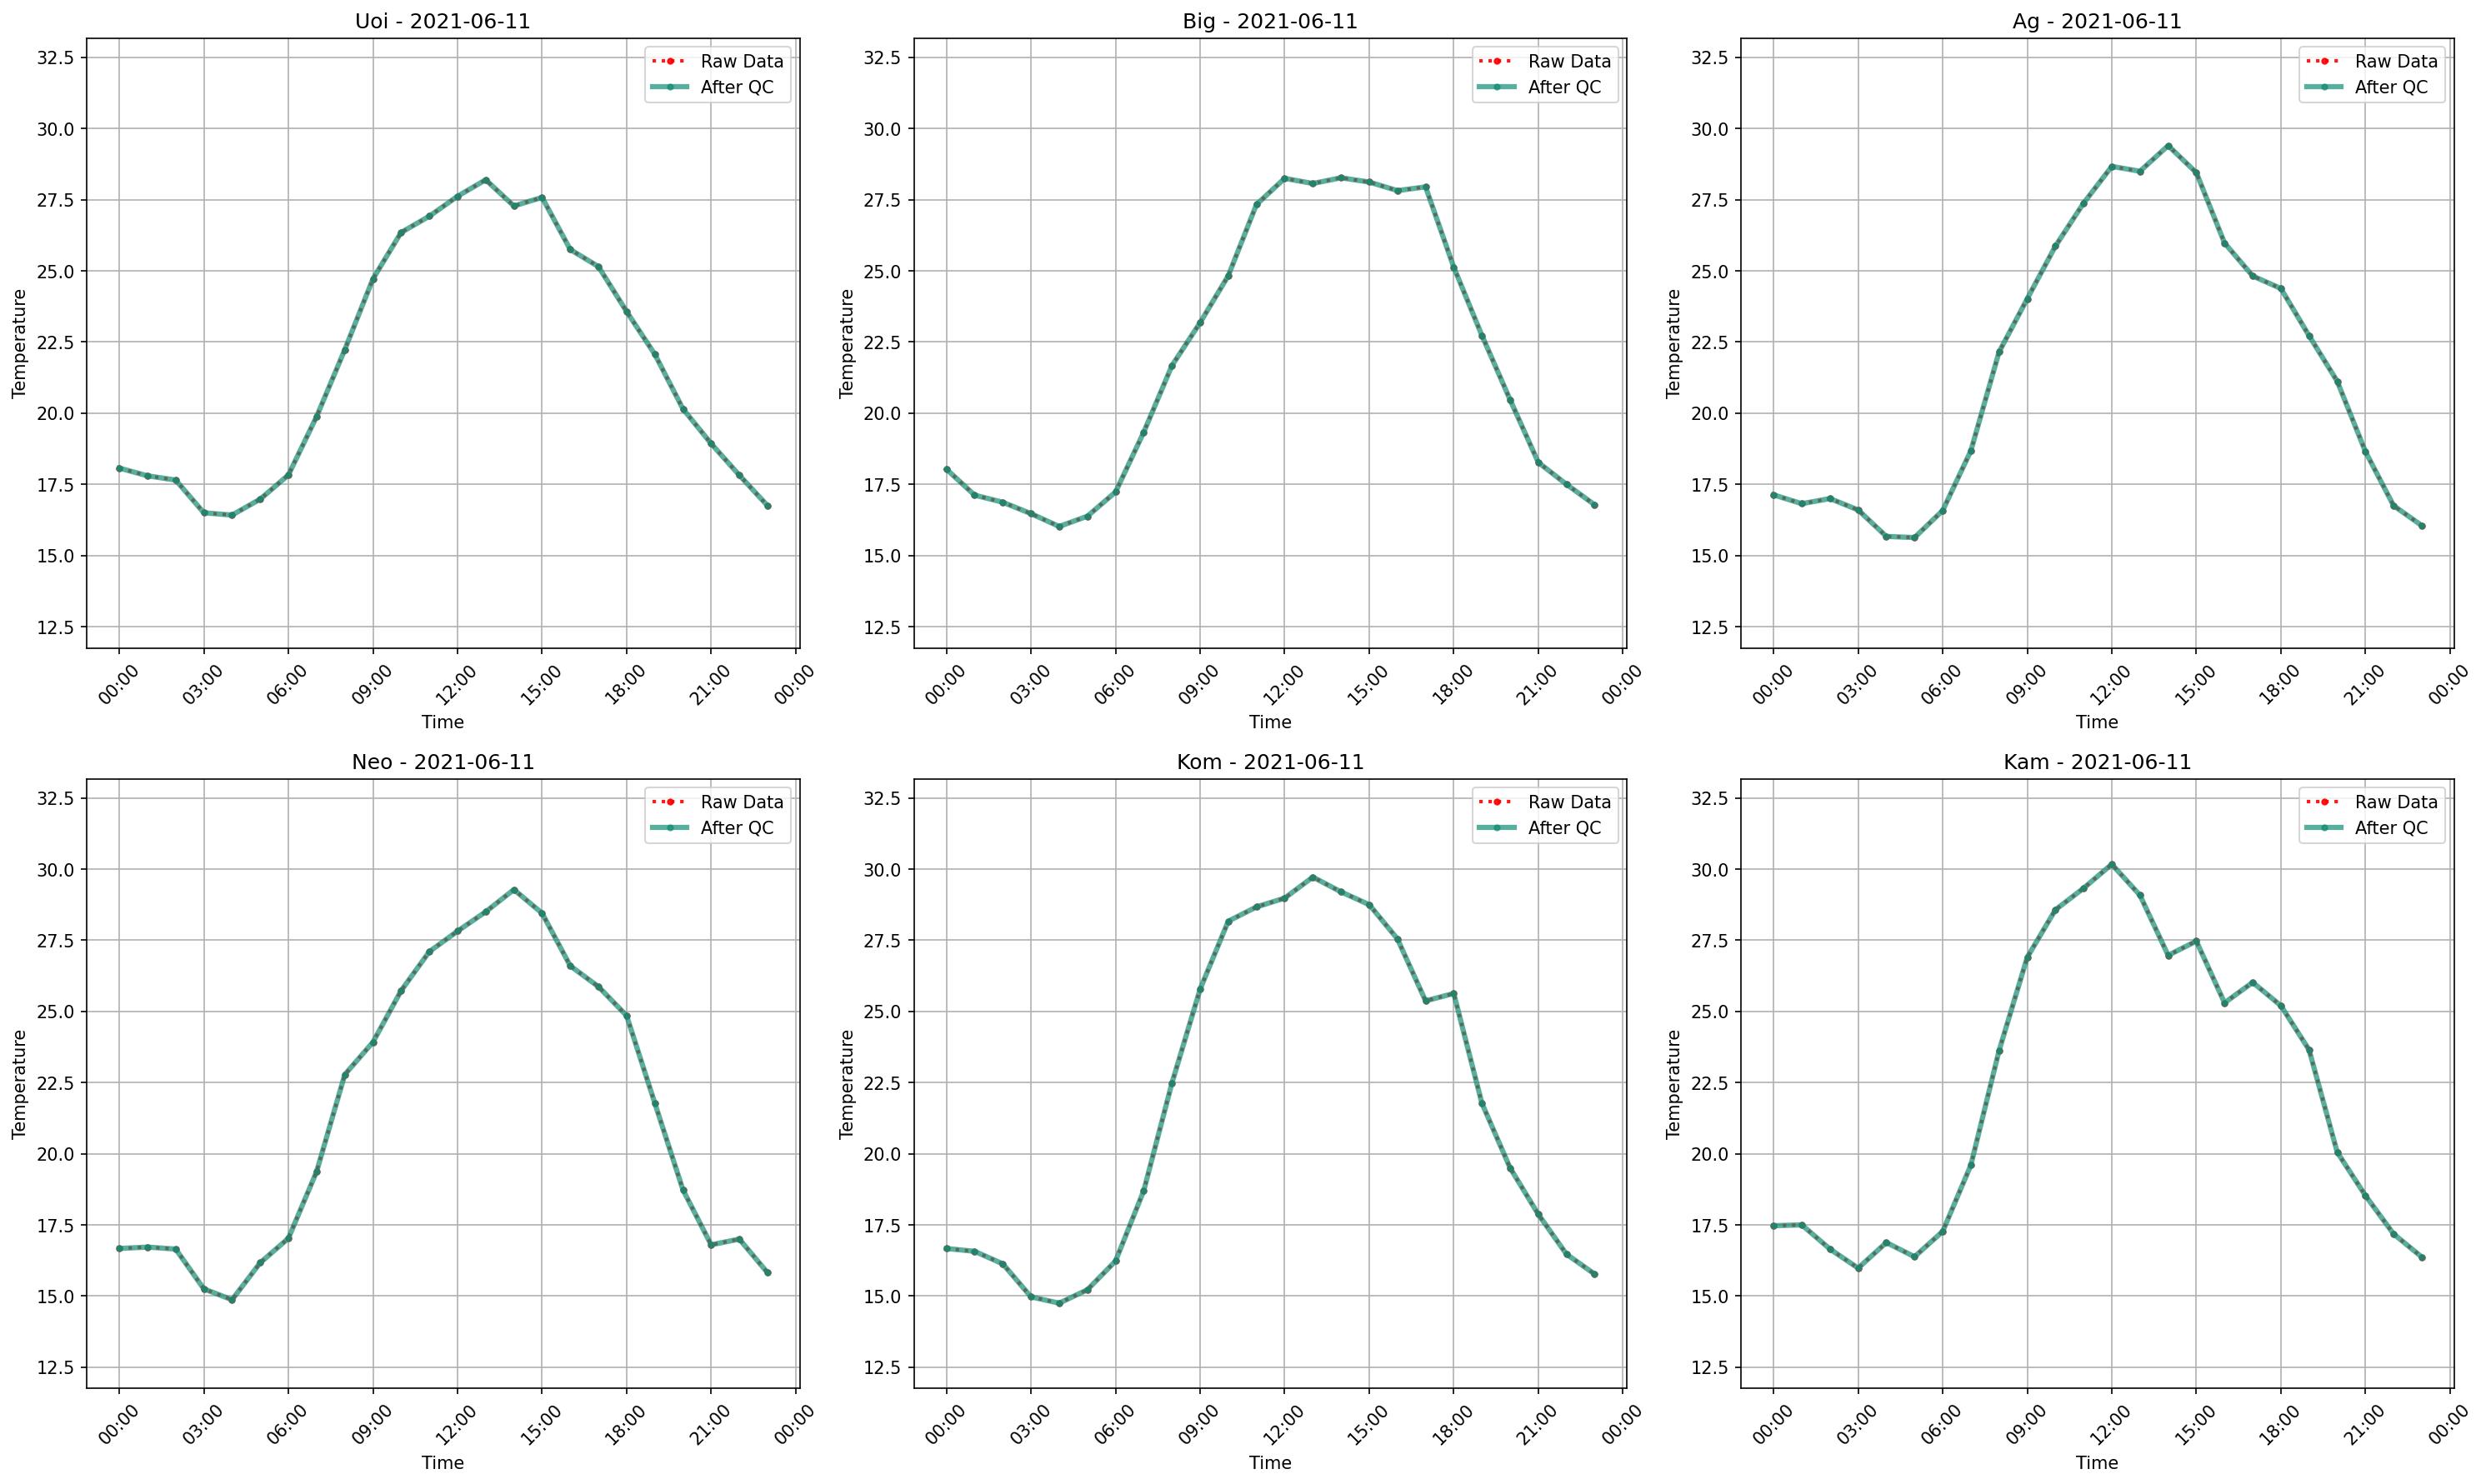 Uoi - 2021-06-11
Raw Data
After QC
32.5
30.0
27.5
25.0
22.5
20.0
17.5
15.0
12.5
Temperature
00:00 03:00 06:00 09:00 12:00 15:00 18:00 21:00 00:00
Time
Big - 2021-06-11
Raw Data
After QC
32.5
30.0
27.5
25.0
22.5
20.0
17.5
15.0
12.5
Temperature
00:00 03:00 06:00 09:00 12:00 15:00 18:00 21:00 00:00
Time
Ag - 2021-06-11
Raw Data
After QC
32.5
30.0
27.5
25.0
22.5
20.0
17.5
15.0
12.5
Temperature
00:00 03:00 06:00 09:00 12:00 15:00 18:00 21:00 00:00
Time
Neo - 2021-06-11
Raw Data
After QC
32.5
30.0
27.5
25.0
22.5
20.0
17.5
15.0
12.5
Temperature
00:00 03:00 06:00 09:00 12:00 15:00 18:00 21:00 00:00
Time
Kom - 2021-06-11
Raw Data
After QC
32.5
30.0
27.5
25.0
22.5
20.0
17.5
15.0
12.5
Temperature
00:00 03:00 06:00 09:00 12:00 15:00 18:00 21:00 00:00
Time
Kam - 2021-06-11
Raw Data
After QC
32.5
30.0
27.5
25.0
22.5
20.0
17.5
15.0
12.5
Temperature
00:00 03:00 06:00 09:00 12:00 15:00 18:00 21:00 00:00
Time